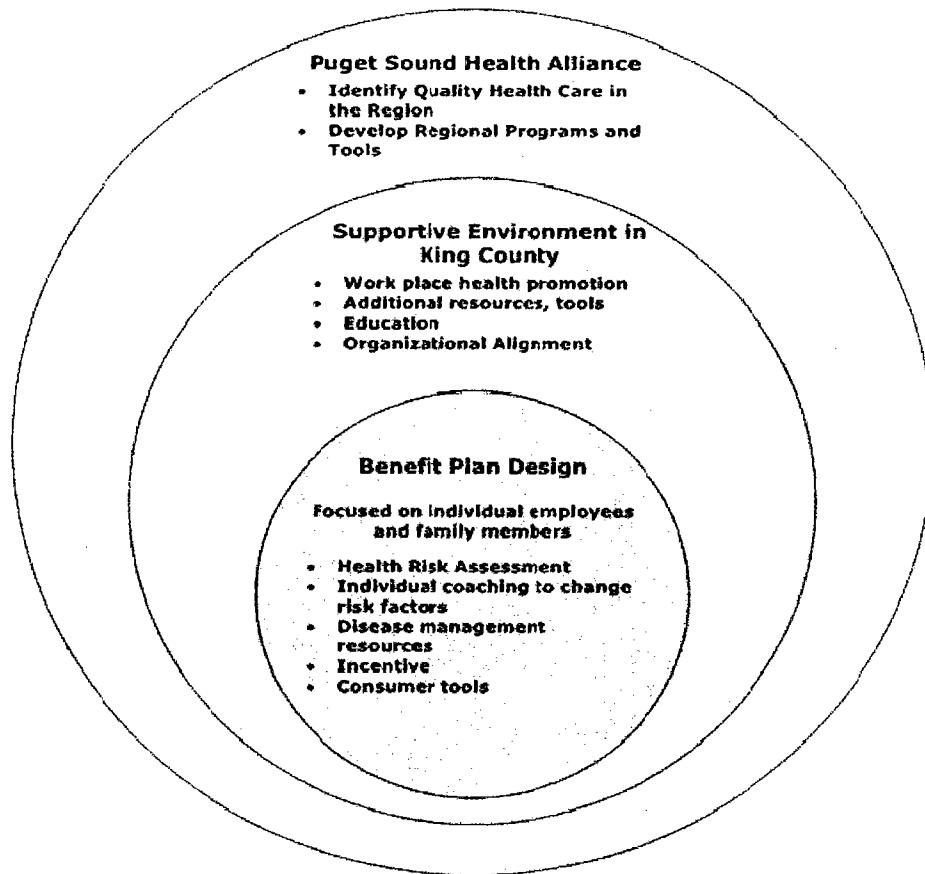 Puget Sound Health Alliance
• Identify Quality Health Care in
the Region
• Develop Regional Programs and
Tools
Supportive Environment in
King County
• Work place health promotion
• Additional resources, tools
• Education
• Organizational Alignment
Benefit Plan Design
Focused on individual employees
and family members
• Health Risk Assessment
• Individual coaching to change
risk factors
• Disease management
resources
• Incentive
• Consumer tools